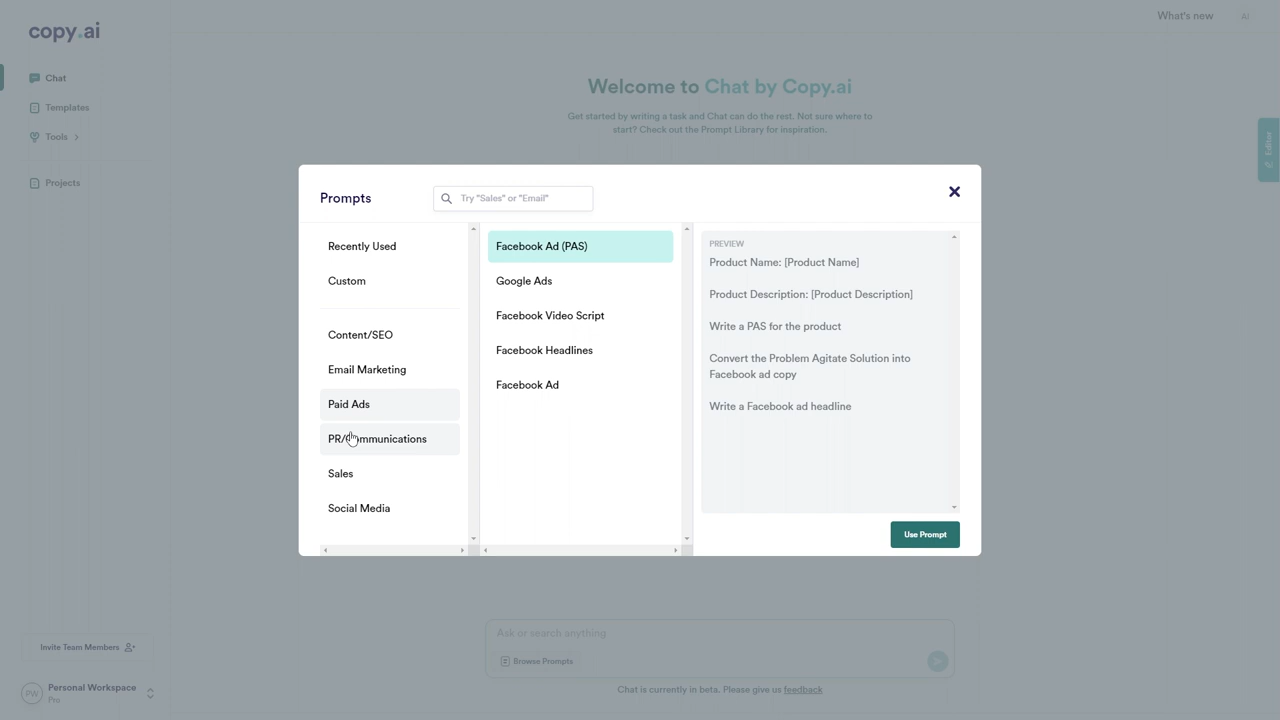 copy.ai
What's new
AI
Chat
Templates
Tools
Projects
Welcome to Chat by Copy.ai
Get started by writing a task and Chat can do the rest. Not sure where to
start? Check out the Prompt Library for inspiration.
Editor
Prompts
Try "Sales" or "Email"
Recently Used
Custom
Content/SEO
Email Marketing
Paid Ads
PR/Communications
Sales
Social Media
Facebook Ad (PAS)
Google Ads
Facebook Video Script
Facebook Headlines
Facebook Ad
PREVIEW
Product Name: [Product Name]
Product Description: [Product Description]
Write a PAS for the product
Convert the Problem Agitate Solution into
Facebook ad copy
Write a Facebook ad headline
Use Prompt
Ask or search anything
Browse Prompts
Chat is currently in beta. Please give us feedback
Invite Team Members
PW
Personal Workspace
Pro